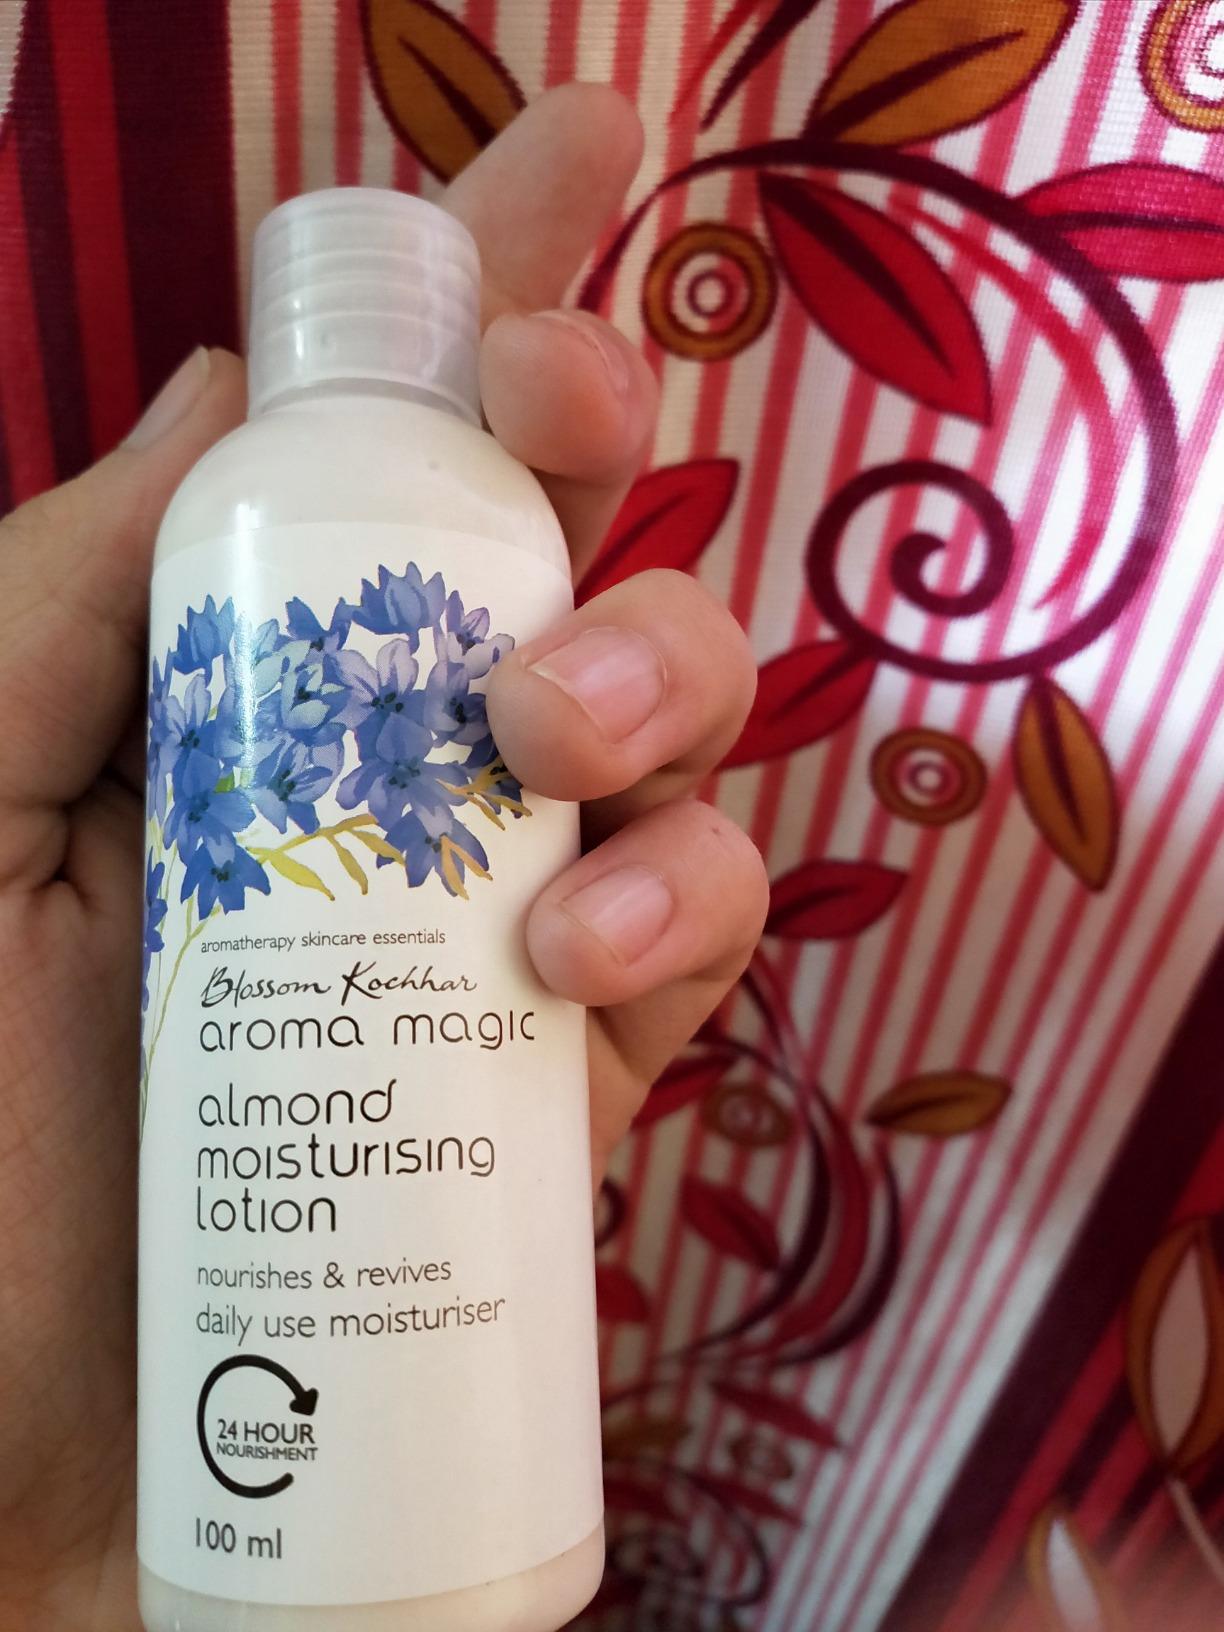 aromatherapy skincare essentials
Blossom Kochhar
aroma magic
almond
moisturising
lotion
nourishes & revives
daily use moisturiser
24 HOUR
NOURISHMENT
100 ml